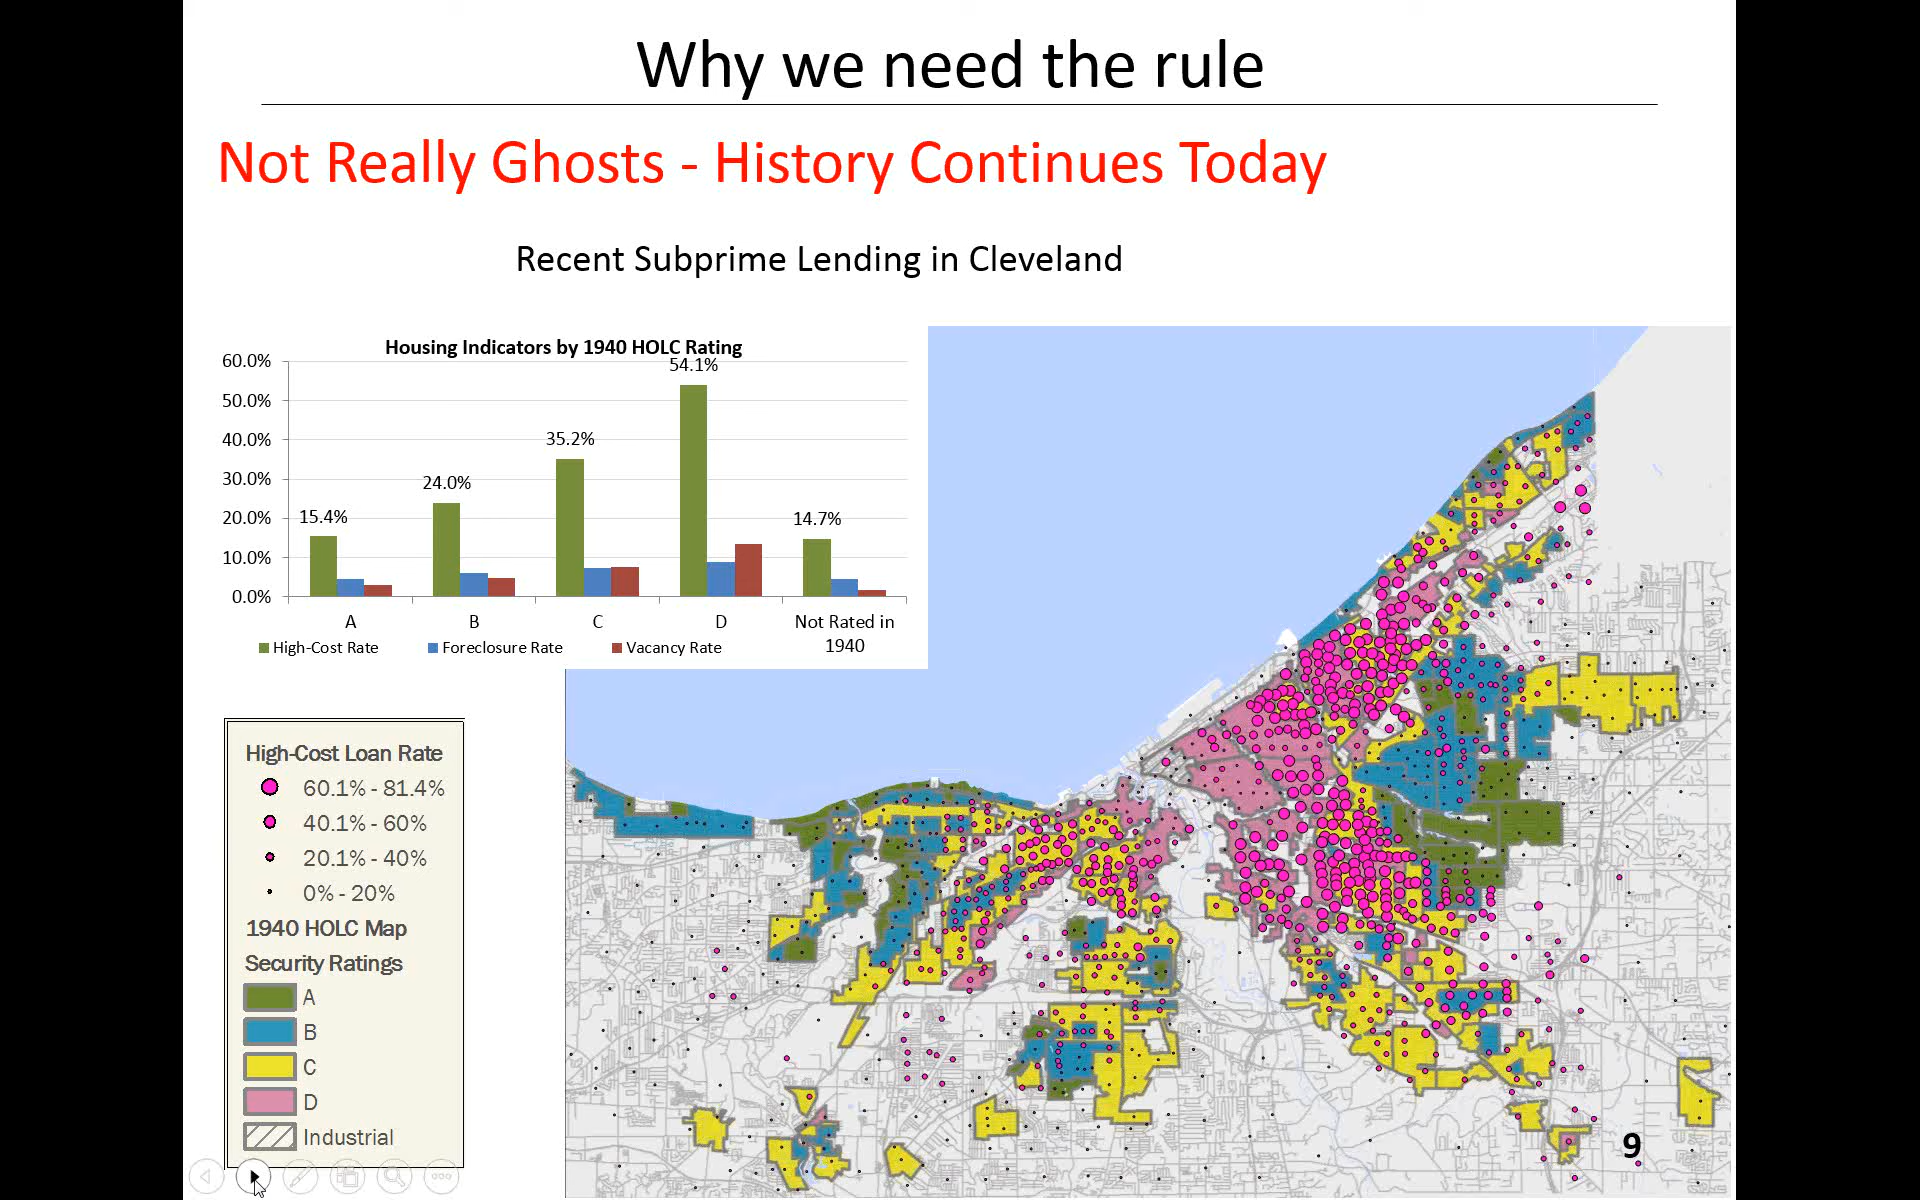 Why we need the rule
Not Really Ghosts - History Continues Today
Recent Subprime Lending in Cleveland
Housing Indicators by 1940 HOLC Rating
60.0%
50.0%
40.0%
30.0%
20.0%
10.0%
0.0%
15.4%
24.0%
35.2%
54.1%
14.7%
A
B
C
D
Not Rated in
1940
High-Cost Rate
Foreclosure Rate
Vacancy Rate
High-Cost Loan Rate
60.1% - 81.4%
40.1% - 60%
20.1% - 40%
0% - 20%
1940 HOLC Map
Security Ratings
A
B
C
D
Industrial
9